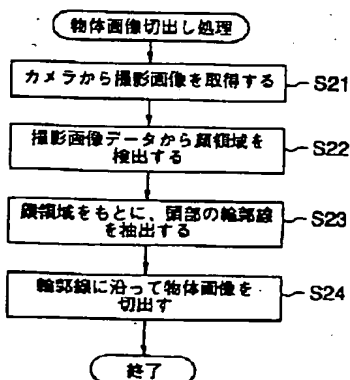 物体画像切出し処理
カメラから撮影画像を取得する
S21
撮影画像データから顔領域を
検出する
S22
顔領域をもとに、頭部の輪郭線
を抽出する
S23
輪郭線に沿って物体画像を
切出す
S24
終了